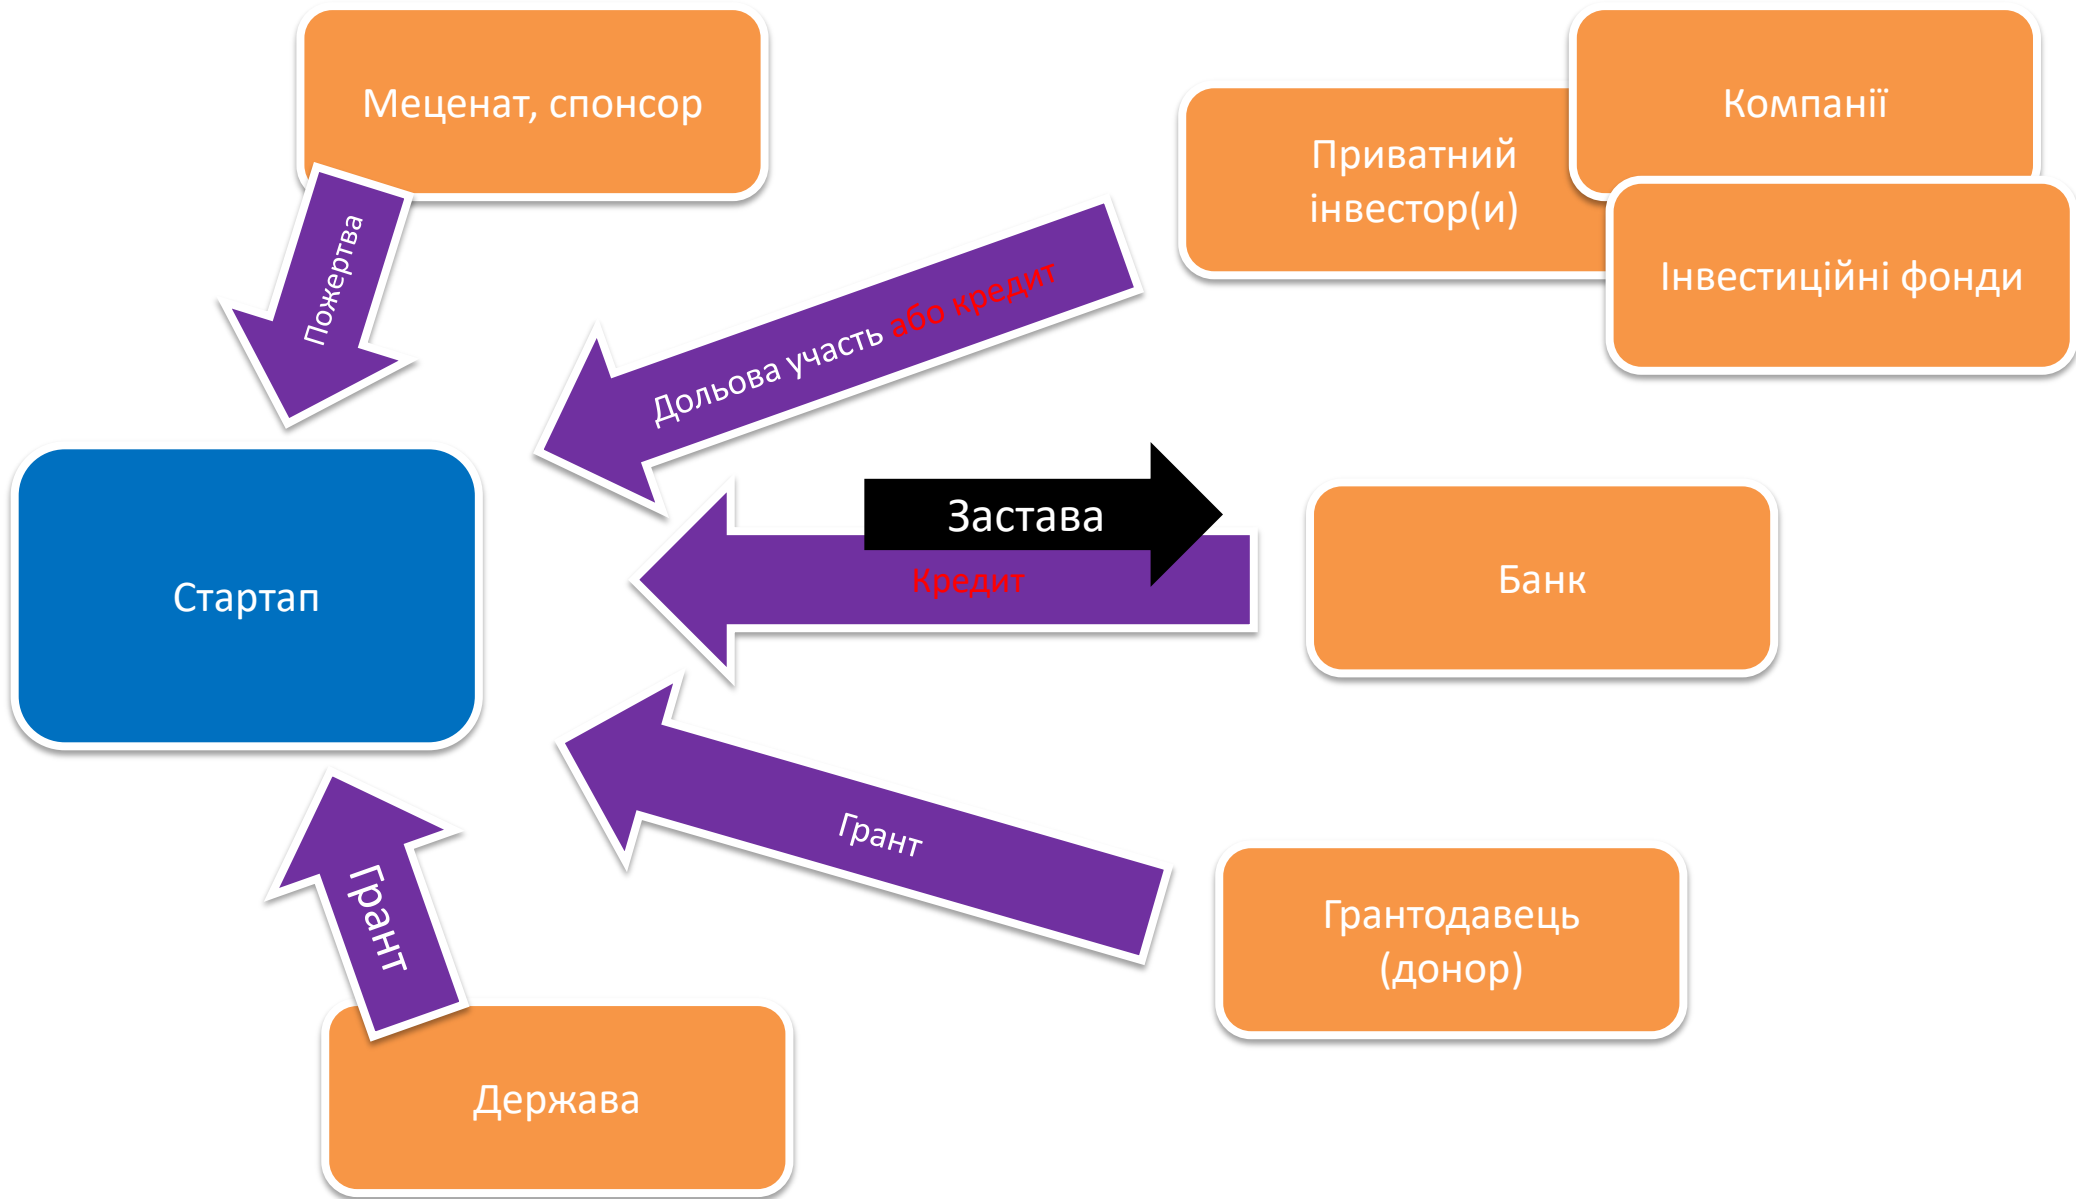 Меценат, спонсор
Компанії
Приватний
інвестор(и)
Інвестиційні фонди
Пожертва
Дольова участь або кредит
Застава
Кредит
Банк
Стартап
Грант
Грант
Грантодавець
(донор)
Держава